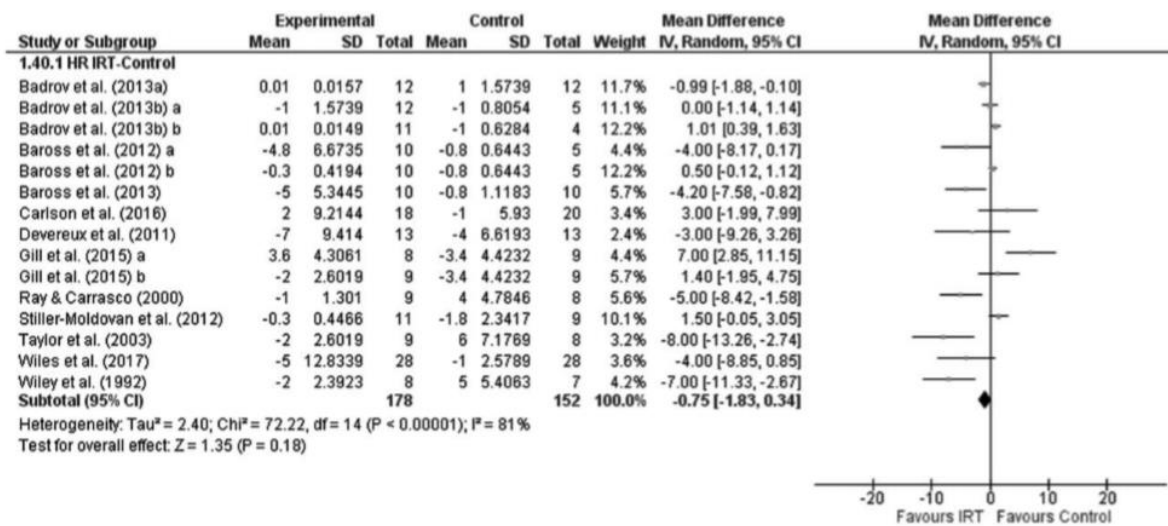 Experimental Control Mean Difference Mean Difference
Study or Subgroup Mean SD Total Mean SD Total Weight IV, Random, 95% CI IV, Random, 95% CI
1.40.1 HR IRT-Control
Badrov et al. (2013a) 0.01 0.0157 12 1 1.5739 12 11.7% -0.99 [-1.88, -0.10]
Badrov et al. (2013b) a -1 1.5739 12 -1 0.8054 5 11.1% 0.00 [-1.14, 1.14]
Badrov et al. (2013b) b 0.01 0.0149 11 -1 0.6284 4 12.2% 1.01 [0.39, 1.63]
Baross et al. (2012) a -4.8 6.6735 10 -0.8 0.6443 5 4.4% -4.00 [-8.17, 0.17]
Baross et al. (2012) b -0.3 0.4194 10 -0.8 0.6443 5 12.2% 0.50 [-0.12, 1.12]
Baross et al. (2013) -5 5.3445 10 -0.8 1.1183 10 5.7% -4.20 [-7.58, -0.82]
Carlson et al. (2016) 2 9.2144 18 -1 5.93 20 3.4% 3.00 [-1.99, 7.99]
Devereux et al. (2011) -7 9.414 13 -4 6.6193 13 2.4% -3.00 [-9.26, 3.26]
Gill et al. (2015) a 3.6 4.3061 8 -3.4 4.4232 9 4.4% 7.00 [2.85, 11.15]
Gill et al. (2015) b -2 2.6019 9 -3.4 4.4232 9 5.7% 1.40 [-1.95, 4.75]
Ray & Carrasco (2000) -1 1.301 9 4 4.7846 8 5.6% -5.00 [-8.42, -1.58]
Stiller-Moldovan et al. (2012) -0.3 0.4466 11 -1.8 2.3417 9 10.1% 1.50 [-0.05, 3.05]
Taylor et al. (2003) -2 2.6019 9 6 7.1769 8 3.2% -8.00 [-13.26, -2.74]
Wiles et al. (2017) -5 12.8339 28 -1 2.5789 28 3.6% -4.00 [-8.85, 0.85]
Wiley et al. (1992) -2 2.3923 8 5 5.4063 7 4.2% -7.00 [-11.33, -2.67]
Subtotal (95% CI) 178 152 100.0% -0.75 [-1.83, 0.34]
Heterogeneity: Tau² = 2.40; Chi² = 72.22, df = 14 (P < 0.00001); I² = 81%
Test for overall effect: Z = 1.35 (P = 0.18)
-20 -10 0 10 20
Favours IRT Favours Control